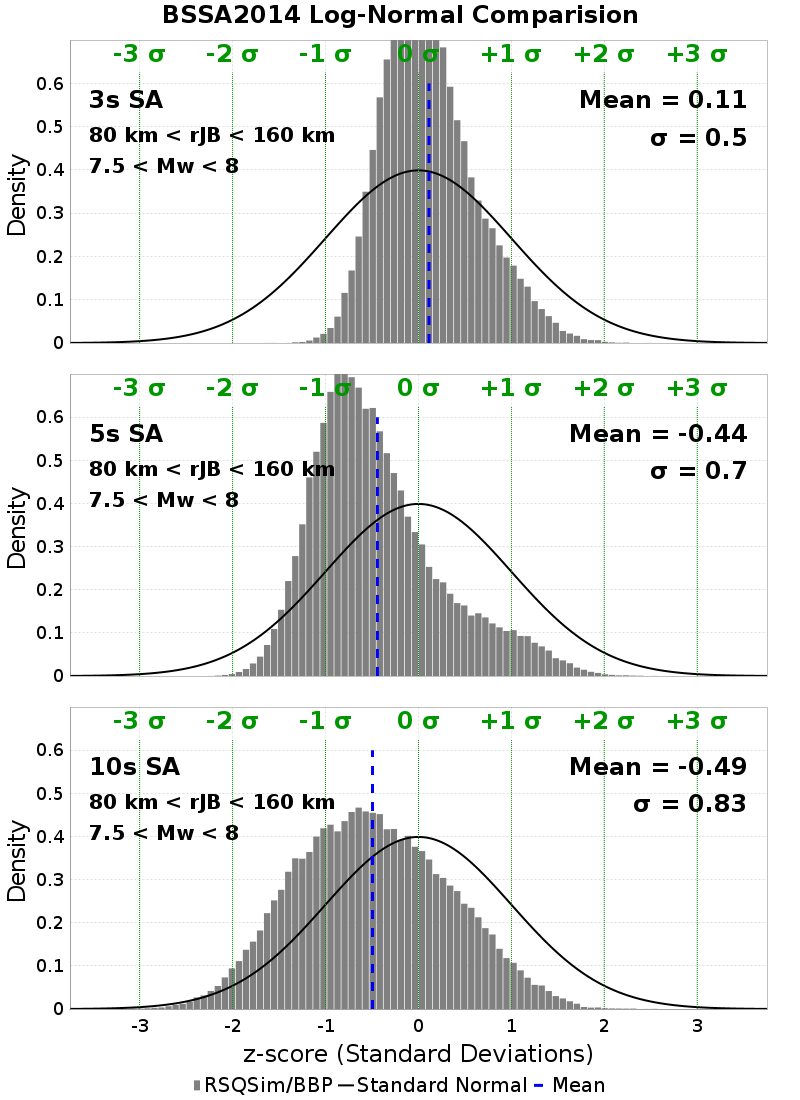 BSSA2014 Log-Normal Comparision
-3 σ -2 σ -1 σ 0 σ +1 σ +2 σ +3 σ
3s SA
Mean = 0.11
80 km < rJB < 160 km
σ = 0.5
7.5 < Mw < 8
Density
0.6
0.5
0.4
0.3
0.2
0.1
0
-3 σ -2 σ -1 σ 0 σ +1 σ +2 σ +3 σ
5s SA
Mean = -0.44
80 km < rJB < 160 km
σ = 0.7
7.5 < Mw < 8
Density
0.6
0.5
0.4
0.3
0.2
0.1
0
-3 σ -2 σ -1 σ 0 σ +1 σ +2 σ +3 σ
10s SA
Mean = -0.49
80 km < rJB < 160 km
σ = 0.83
7.5 < Mw < 8
Density
0.6
0.5
0.4
0.3
0.2
0.1
0
-3 -2 -1 0 1 2 3
z-score (Standard Deviations)
RSQSim/BBP Standard Normal Mean